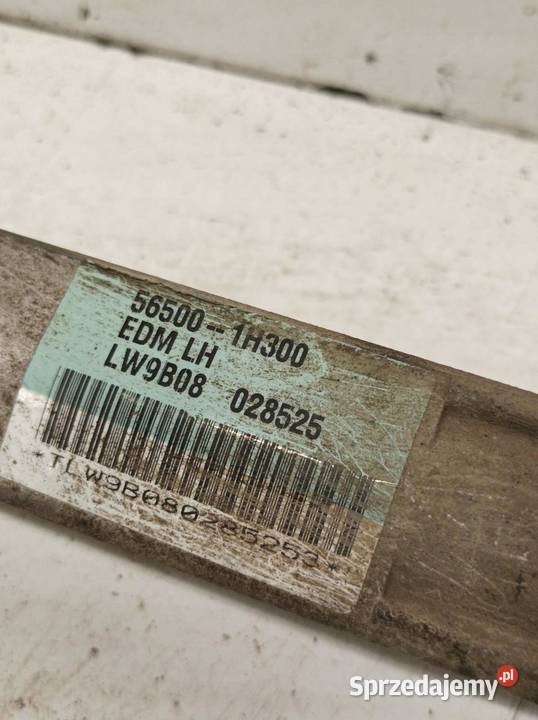 56500--1H300
EDM LH
LW9B08 028525
*TLW9B080285253*
Sprzedajemy.pl